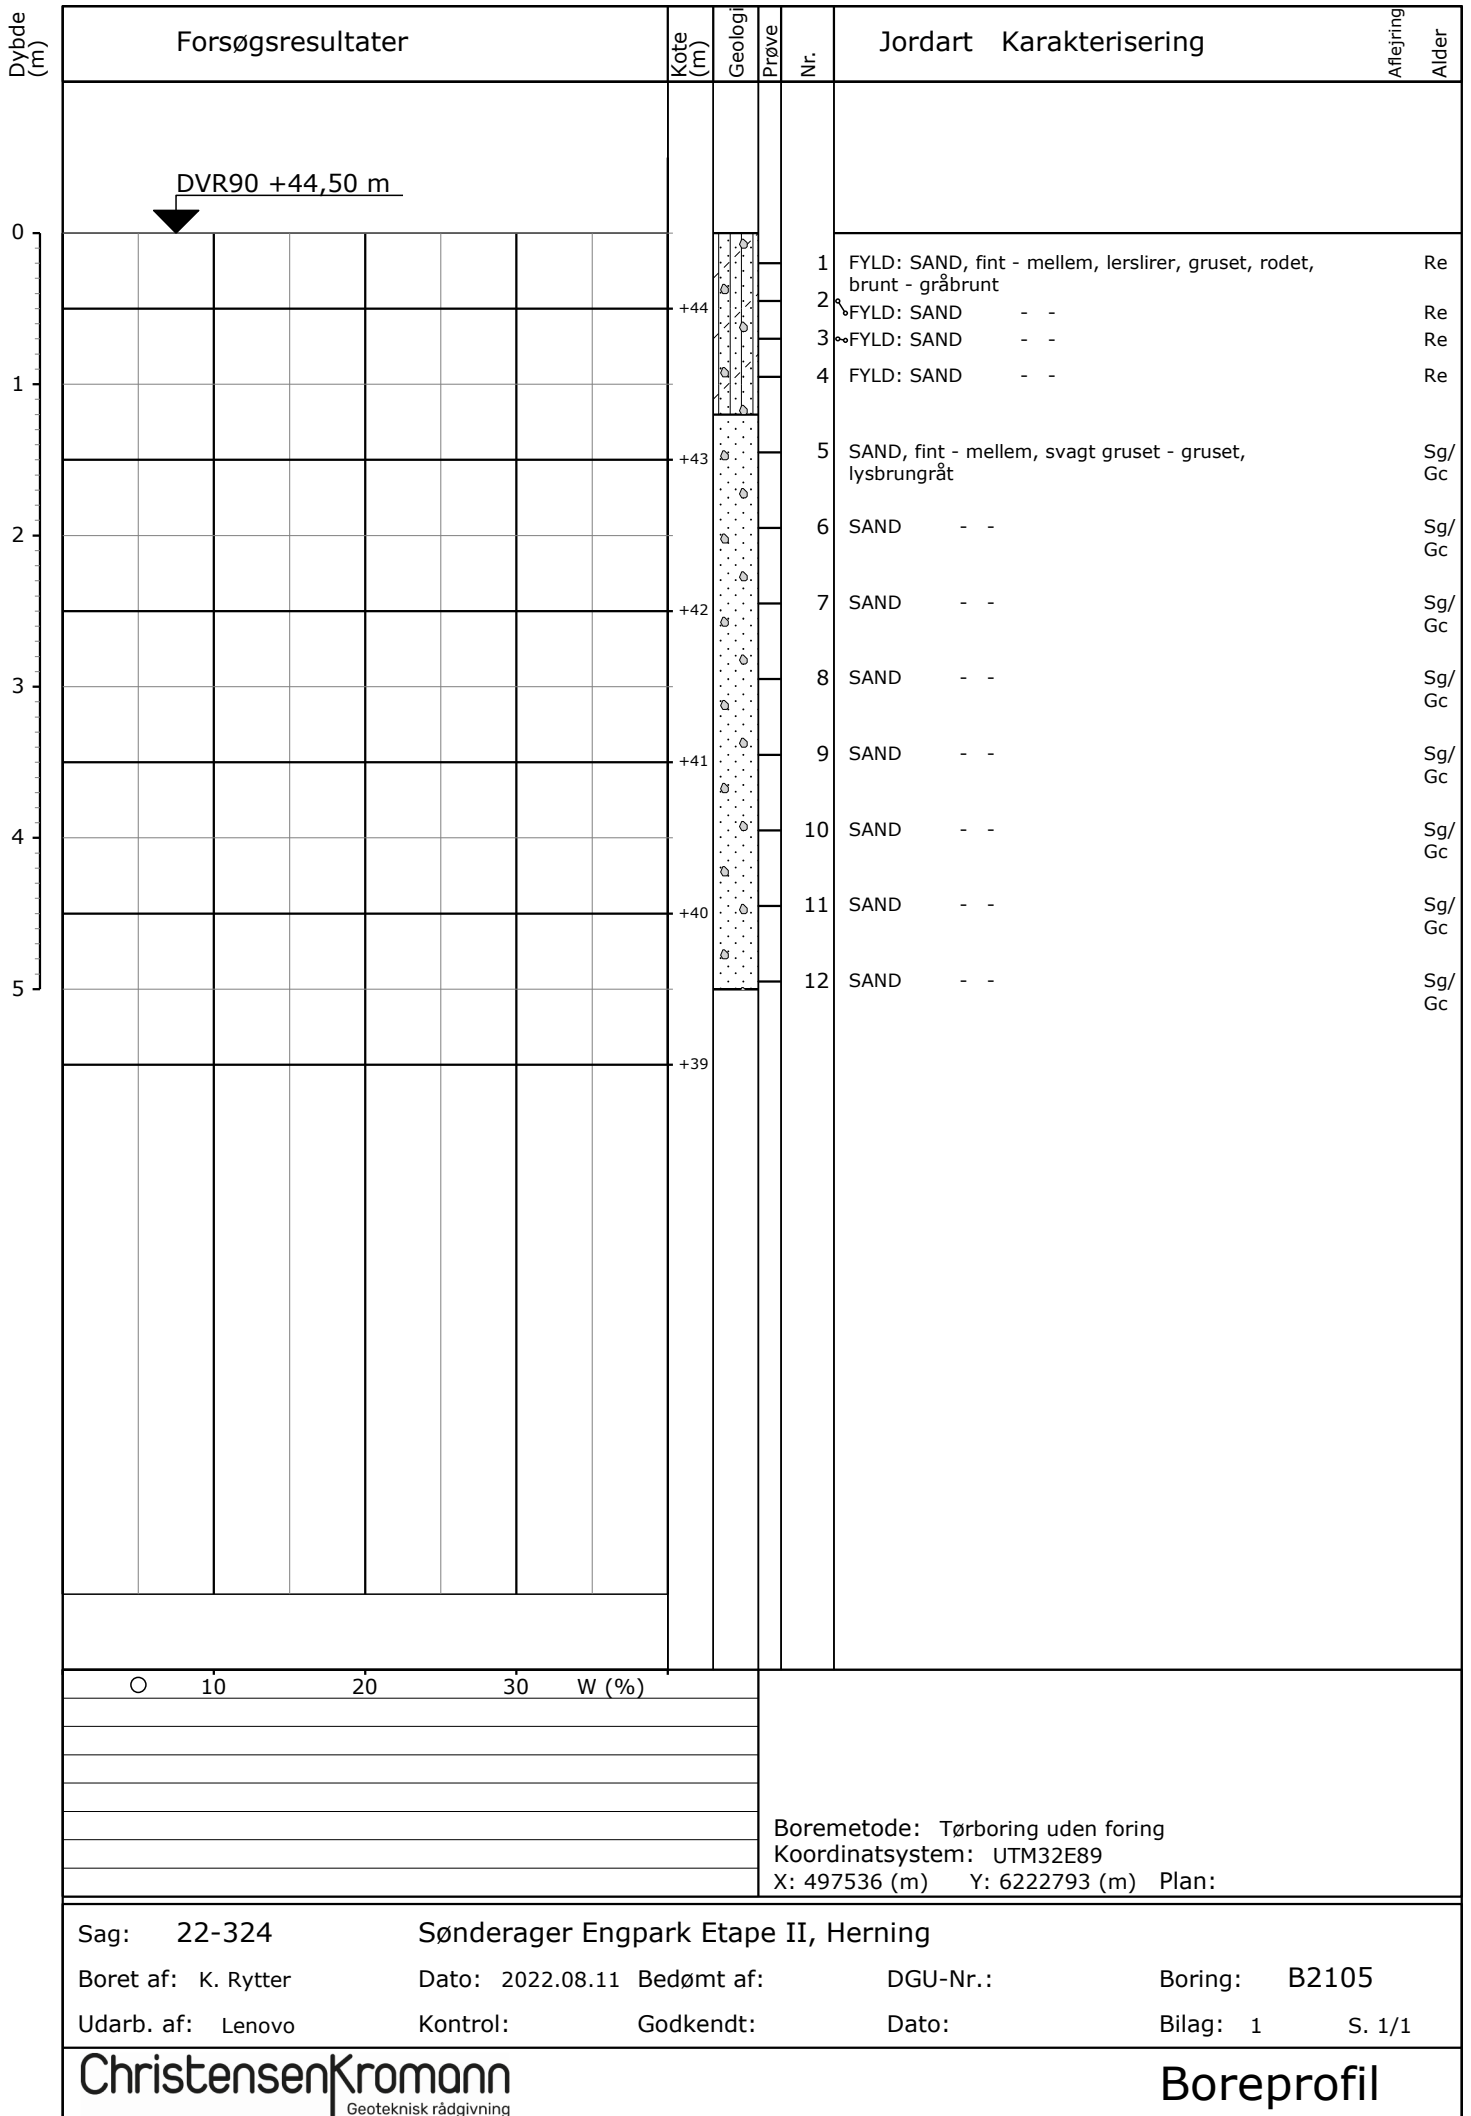 Dybde (m)
Forsøgsresultater
Kote (m)
Geologi
Prøve
Nr.
Jordart Karakterisering
Aflejring
Alder
DVR90 +44,50 m
0
1 FYLD: SAND, fint - mellem, lerslirer, gruset, rodet, Re
brunt - gråbrunt
2 FYLD: SAND - - Re
+44
3 FYLD: SAND - - Re
1
4 FYLD: SAND - - Re
5 SAND, fint - mellem, svagt gruset - gruset, Sg/
+43
lysbrungråt Gc
2
6 SAND - - Sg/
Gc
+42
7 SAND - - Sg/
Gc
3
8 SAND - - Sg/
Gc
+41
9 SAND - - Sg/
Gc
4
10 SAND - - Sg/
Gc
+40
11 SAND - - Sg/
Gc
5
12 SAND - - Sg/
Gc
+39
10 20 30 W (%)
Boremetode: Tørboring uden foring
Koordinatsystem: UTM32E89
X: 497536 (m) Y: 6222793 (m) Plan:
Sag: 22-324 Sønderager Engpark Etape II, Herning
Boret af: K. Rytter Dato: 2022.08.11 Bedømt af: DGU-Nr.: Boring: B2105
Udarb. af: Lenovo Kontrol: Godkendt: Dato: Bilag: 1 S. 1/1
ChristensenKromann
Geoteknisk rådgivning
Boreprofil